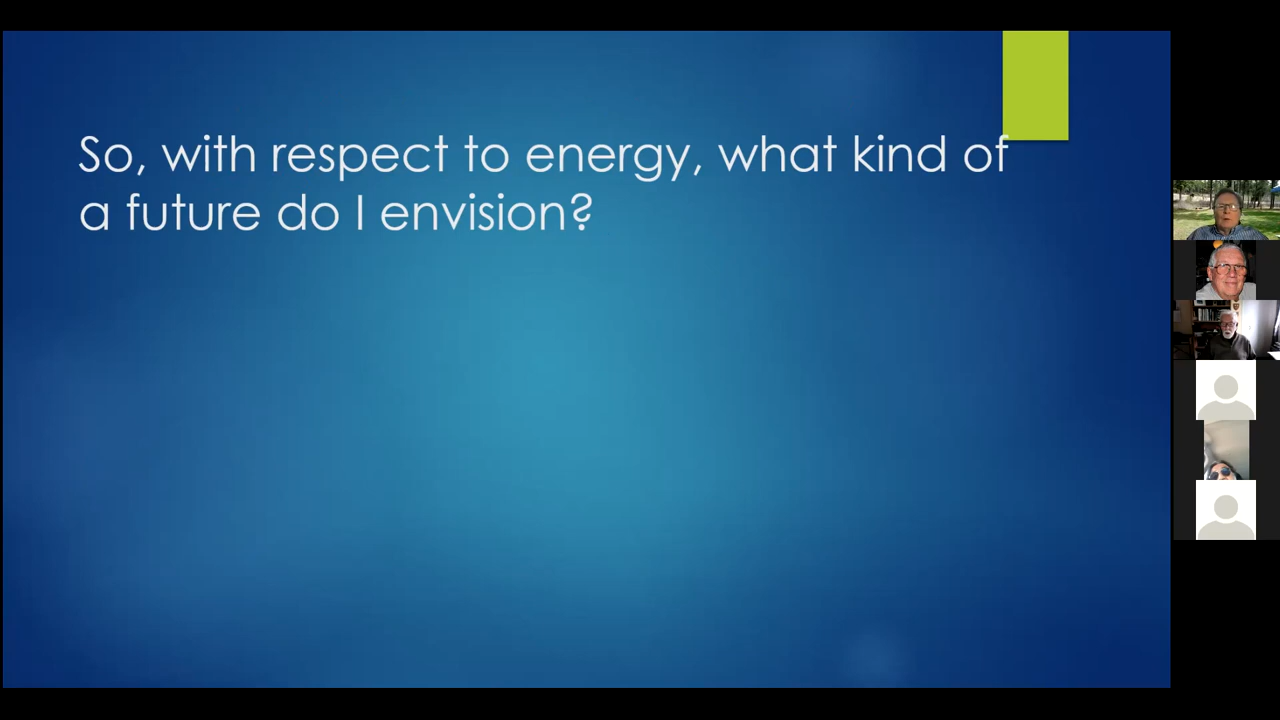 So, with respect to energy, what kind of
a future do I envision?